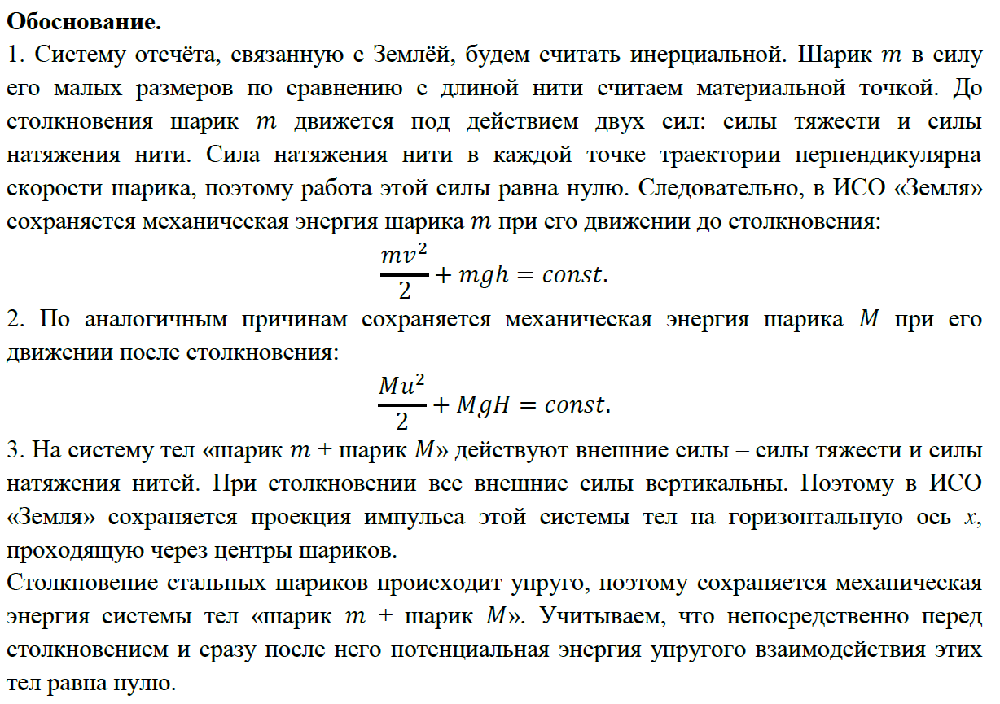 Обоснование.
1. Систему отсчёта, связанную с Землёй, будем считать инерциальной. Шарик m в силу
его малых размеров по сравнению с длиной нити считаем материальной точкой. До
столкновения шарик m движется под действием двух сил: силы тяжести и силы
натяжения нити. Сила натяжения нити в каждой точке траектории перпендикулярна
скорости шарика, поэтому работа этой силы равна нулю. Следовательно, в ИСО «Земля»
сохраняется механическая энергия шарика m при его движении до столкновения:
mv²/2 + mgh = const.
2. По аналогичным причинам сохраняется механическая энергия шарика M при его
движении после столкновения:
Mu²/2 + MgH = const.
3. На систему тел «шарик m + шарик M» действуют внешние силы – силы тяжести и силы
натяжения нитей. При столкновении все внешние силы вертикальны. Поэтому в ИСО
«Земля» сохраняется проекция импульса этой системы тел на горизонтальную ось x,
проходящую через центры шариков.
Столкновение стальных шариков происходит упруго, поэтому сохраняется механическая
энергия системы тел «шарик m + шарик M». Учитываем, что непосредственно перед
столкновением и сразу после него потенциальная энергия упругого взаимодействия этих
тел равна нулю.